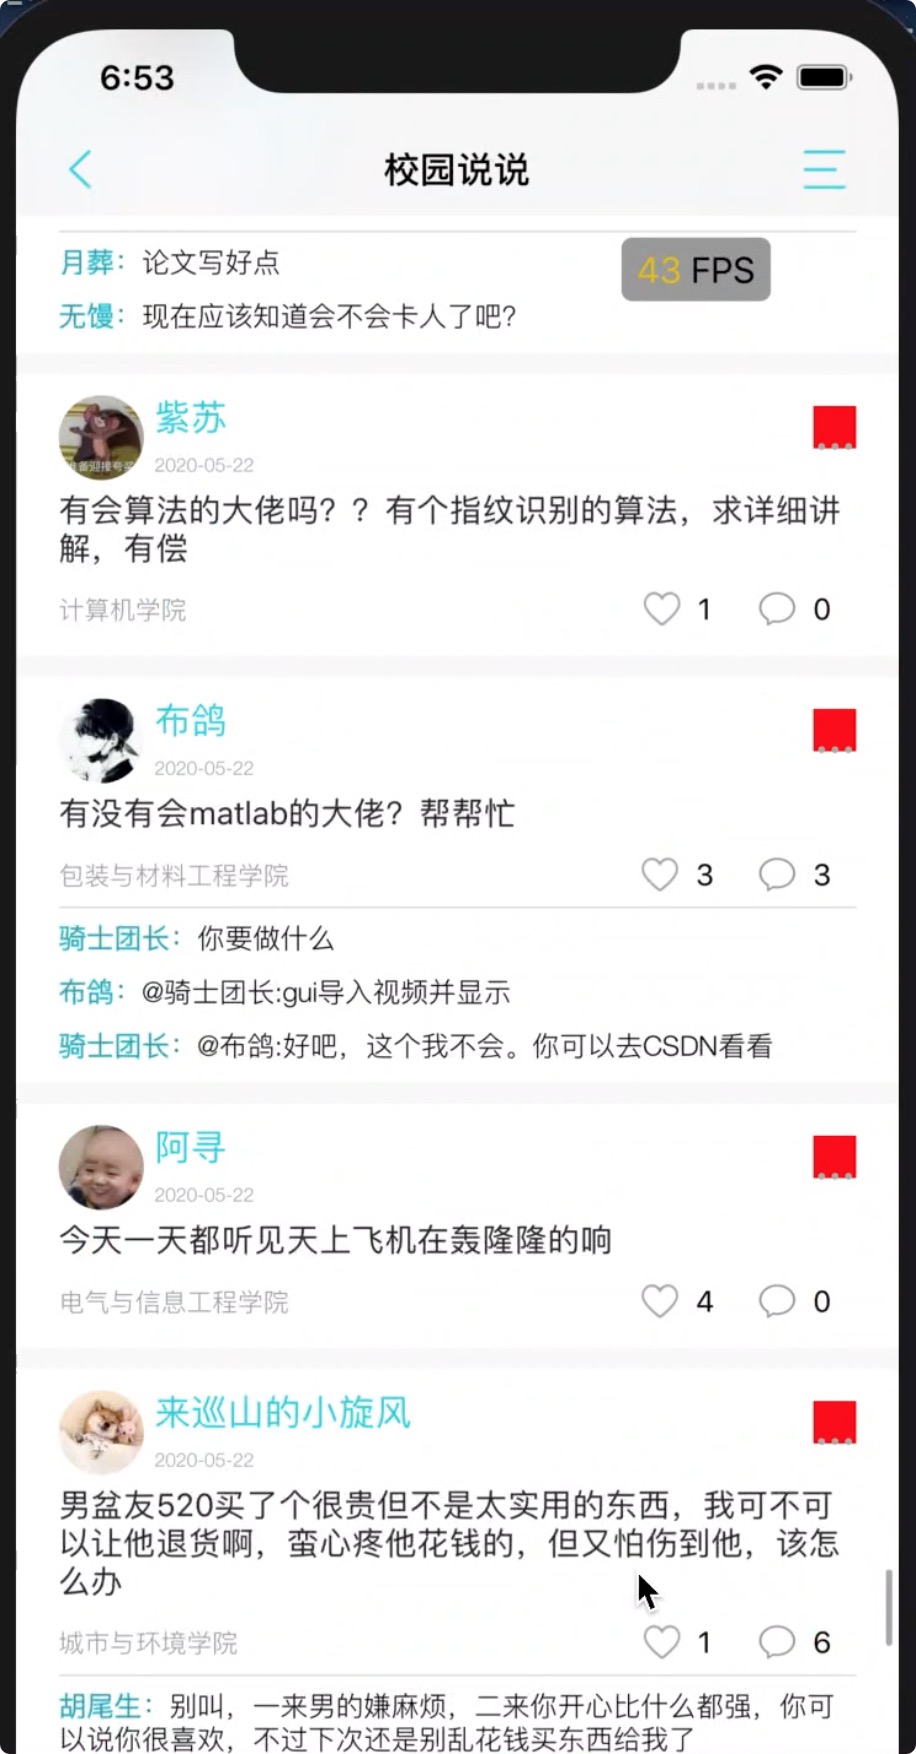 6:53
校园说说
月葬：论文写好点
43 FPS
无馒：现在应该知道会不会卡人了吧？
紫苏
2020-05-22
有会算法的大佬吗？？有个指纹识别的算法，求详细讲
解，有偿
计算机学院
1
0
布鸽
2020-05-22
有没有会matlab的大佬？帮帮忙
包装与材料工程学院
3
3
骑士团长：你要做什么
布鸽：@骑士团长:gui导入视频并显示
骑士团长：@布鸽:好吧，这个我不会。你可以去CSDN看看
阿寻
2020-05-22
今天一天都听见天上飞机在轰隆隆的响
电气与信息工程学院
4
0
来巡山的小旋风
2020-05-22
男盆友520买了个很贵但不是太实用的东西，我可不可
以让他退货啊，蛮心疼他花钱的，但又怕伤到他，该怎
么办
城市与环境学院
1
6
胡尾生：别叫，一来男的嫌麻烦，二来你开心比什么都强，你可
以说你很喜欢，不过下次还是别乱花钱买东西给我了